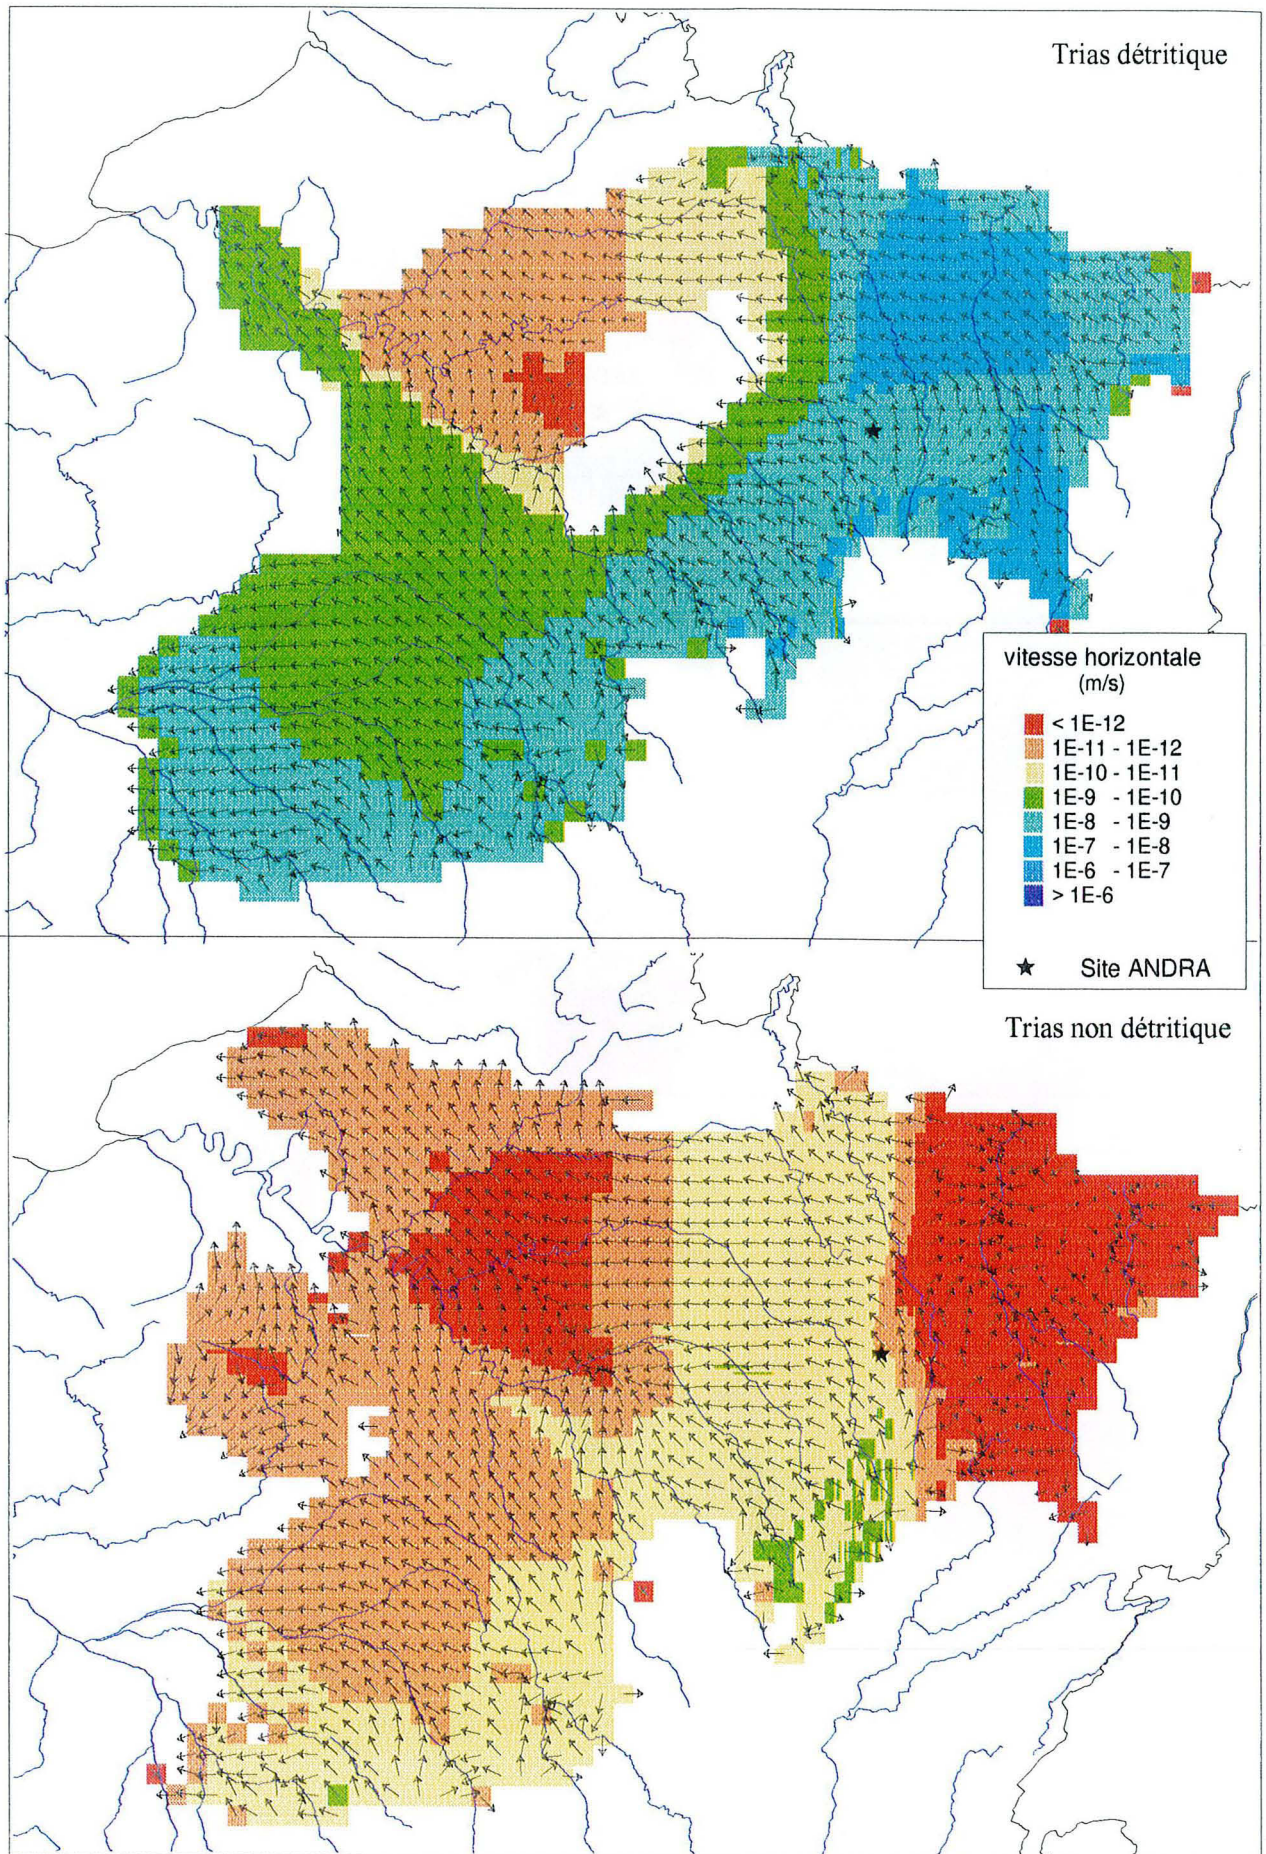 Trias détritique
vitesse horizontale
(m/s)
< 1E-12
1E-11 - 1E-12
1E-10 - 1E-11
1E-9 - 1E-10
1E-8 - 1E-9
1E-7 - 1E-8
1E-6 - 1E-7
> 1E-6
★ Site ANDRA
Trias non détritique